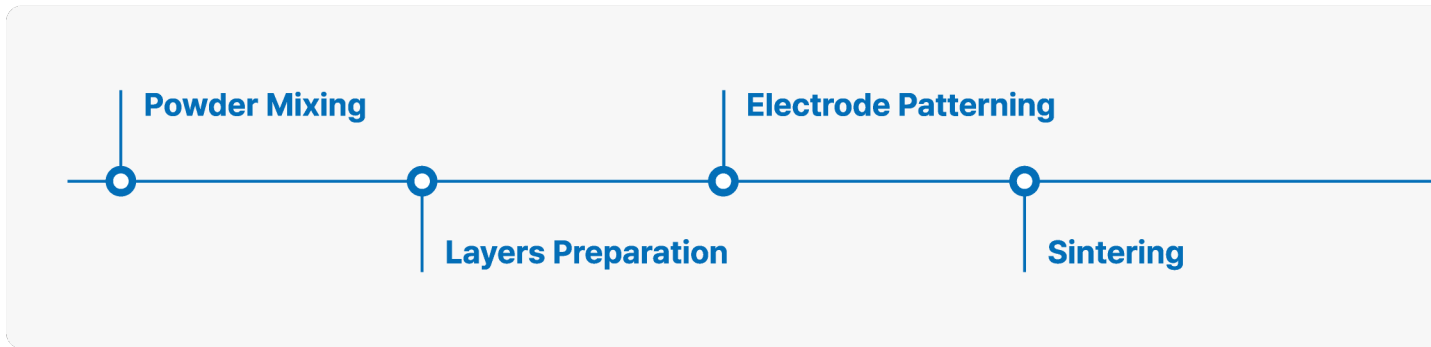 Powder Mixing
Layers Preparation
Electrode Patterning
Sintering